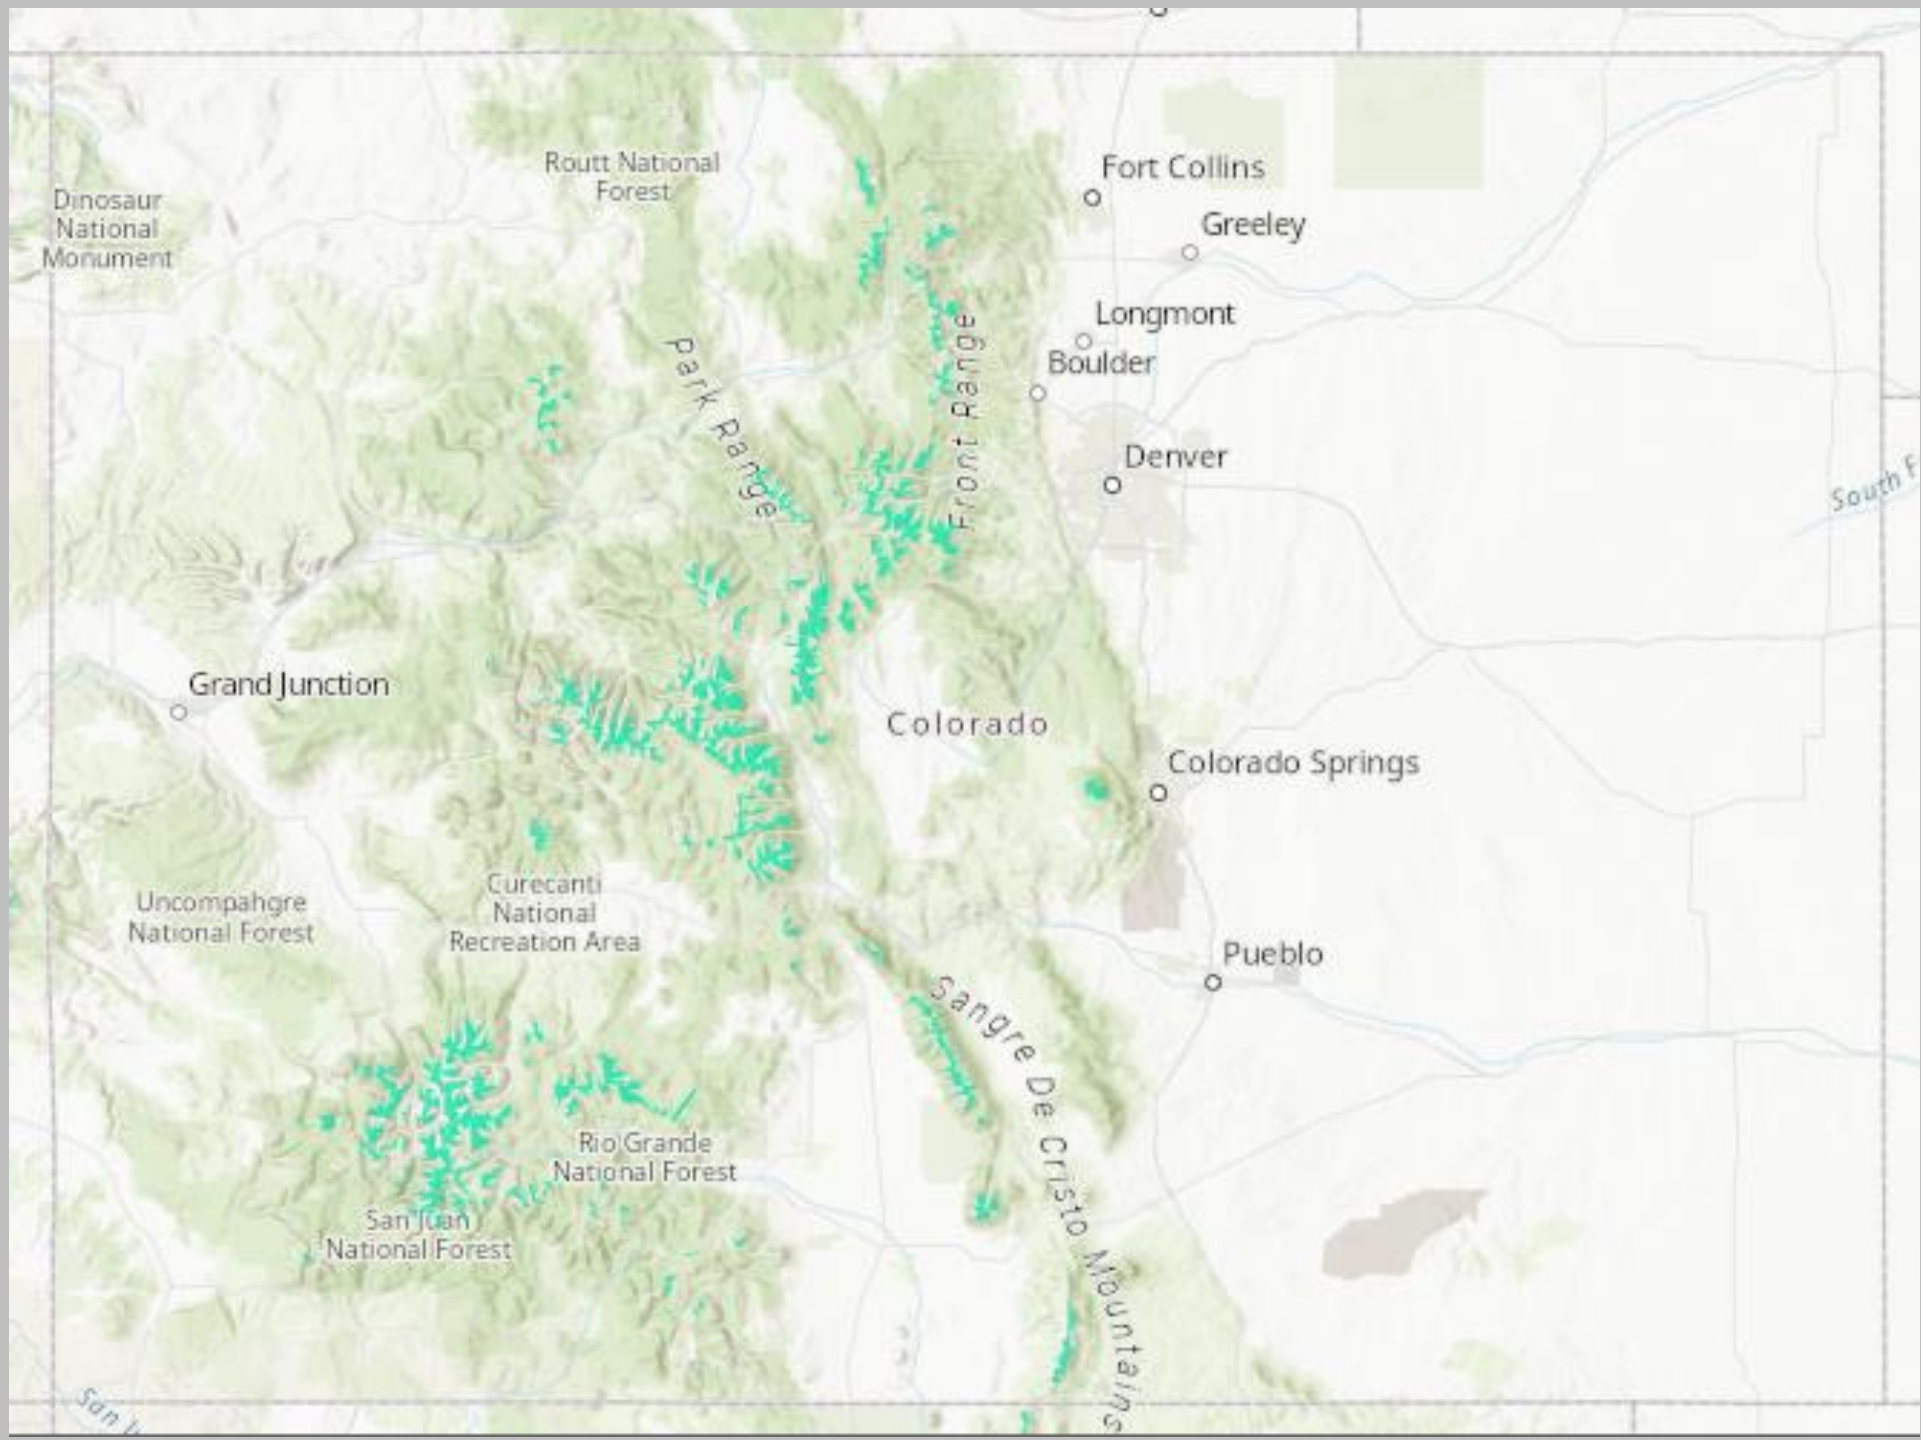 Routt National
Forest
Fort Collins
Dinosaur
National
Monument
Greeley
Longmont
Boulder
Park Range
Front Range
Denver
South F
Grand Junction
Colorado
Colorado Springs
Curecanti
National
Recreation Area
Uncompahgre
National Forest
Pueblo
Sangre De Cristo Mountains
Rio Grande
National Forest
San Juan
National Forest
San